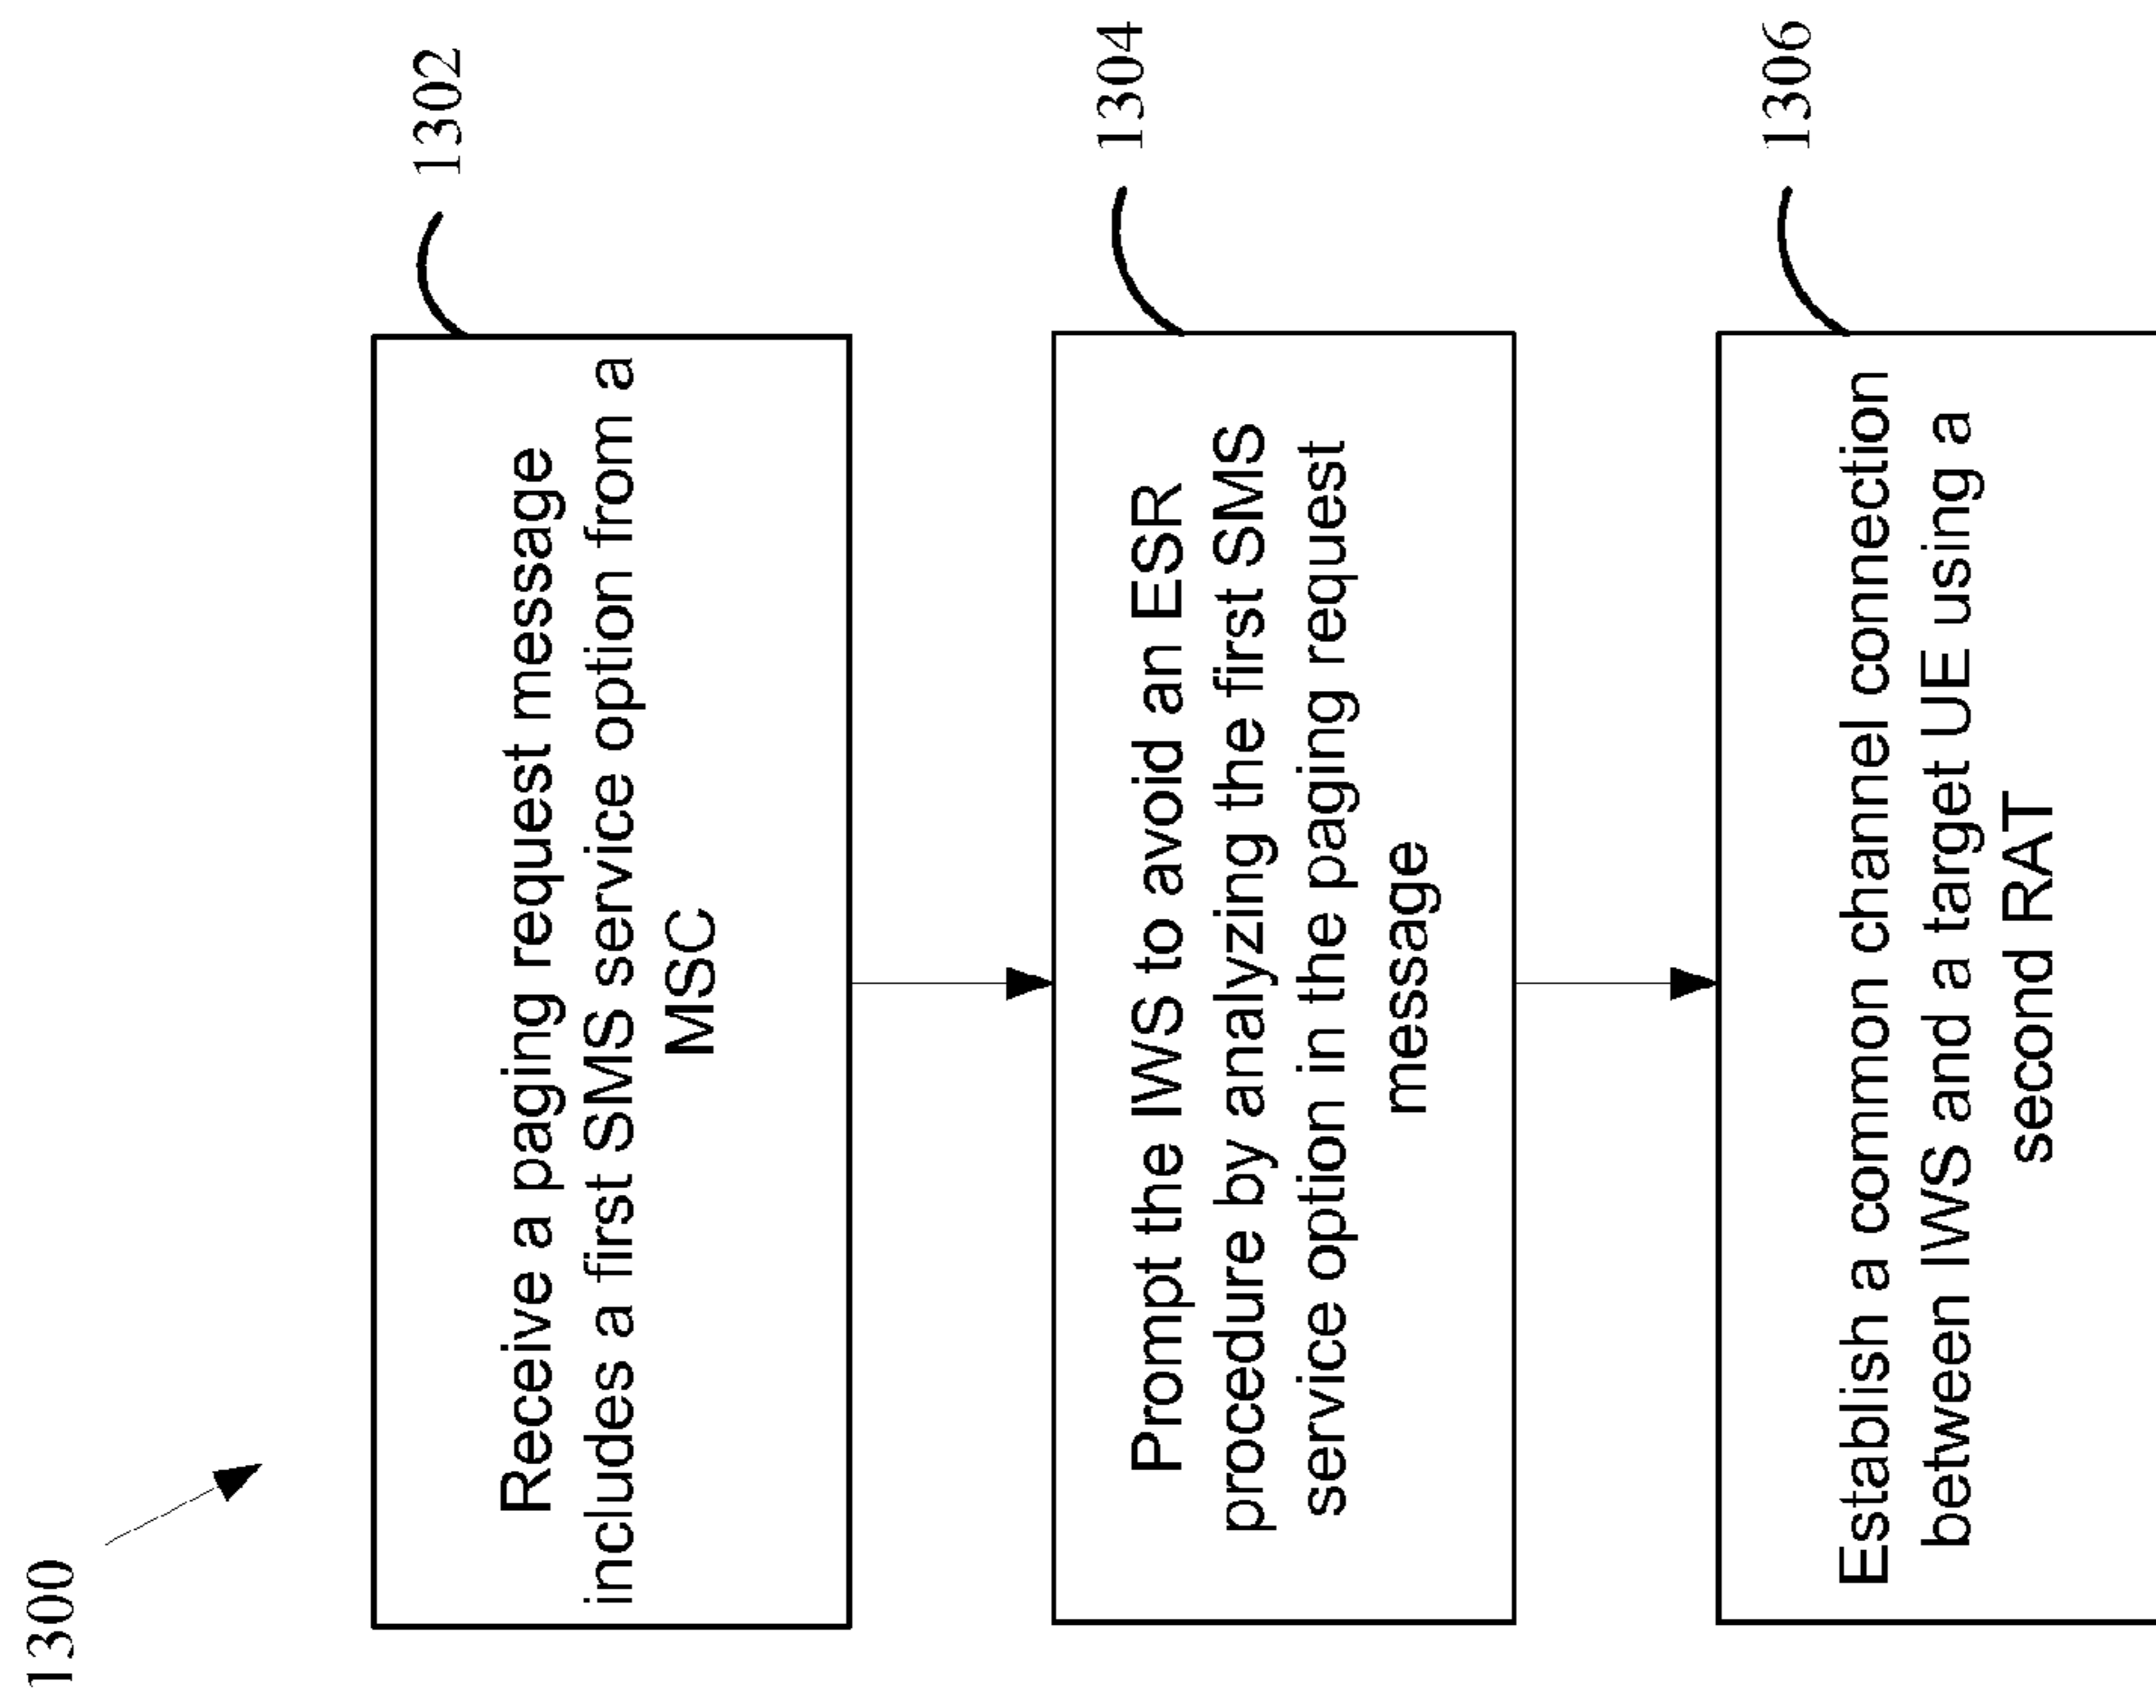 1300
1302
Receive a paging request message
includes a first SMS service option from a
MSC
1304
Prompt the IWS to avoid an ESR
procedure by analyzing the first SMS
service option in the paging request
message
1306
Establish a common channel connection
between IWS and a target UE using a
second RAT